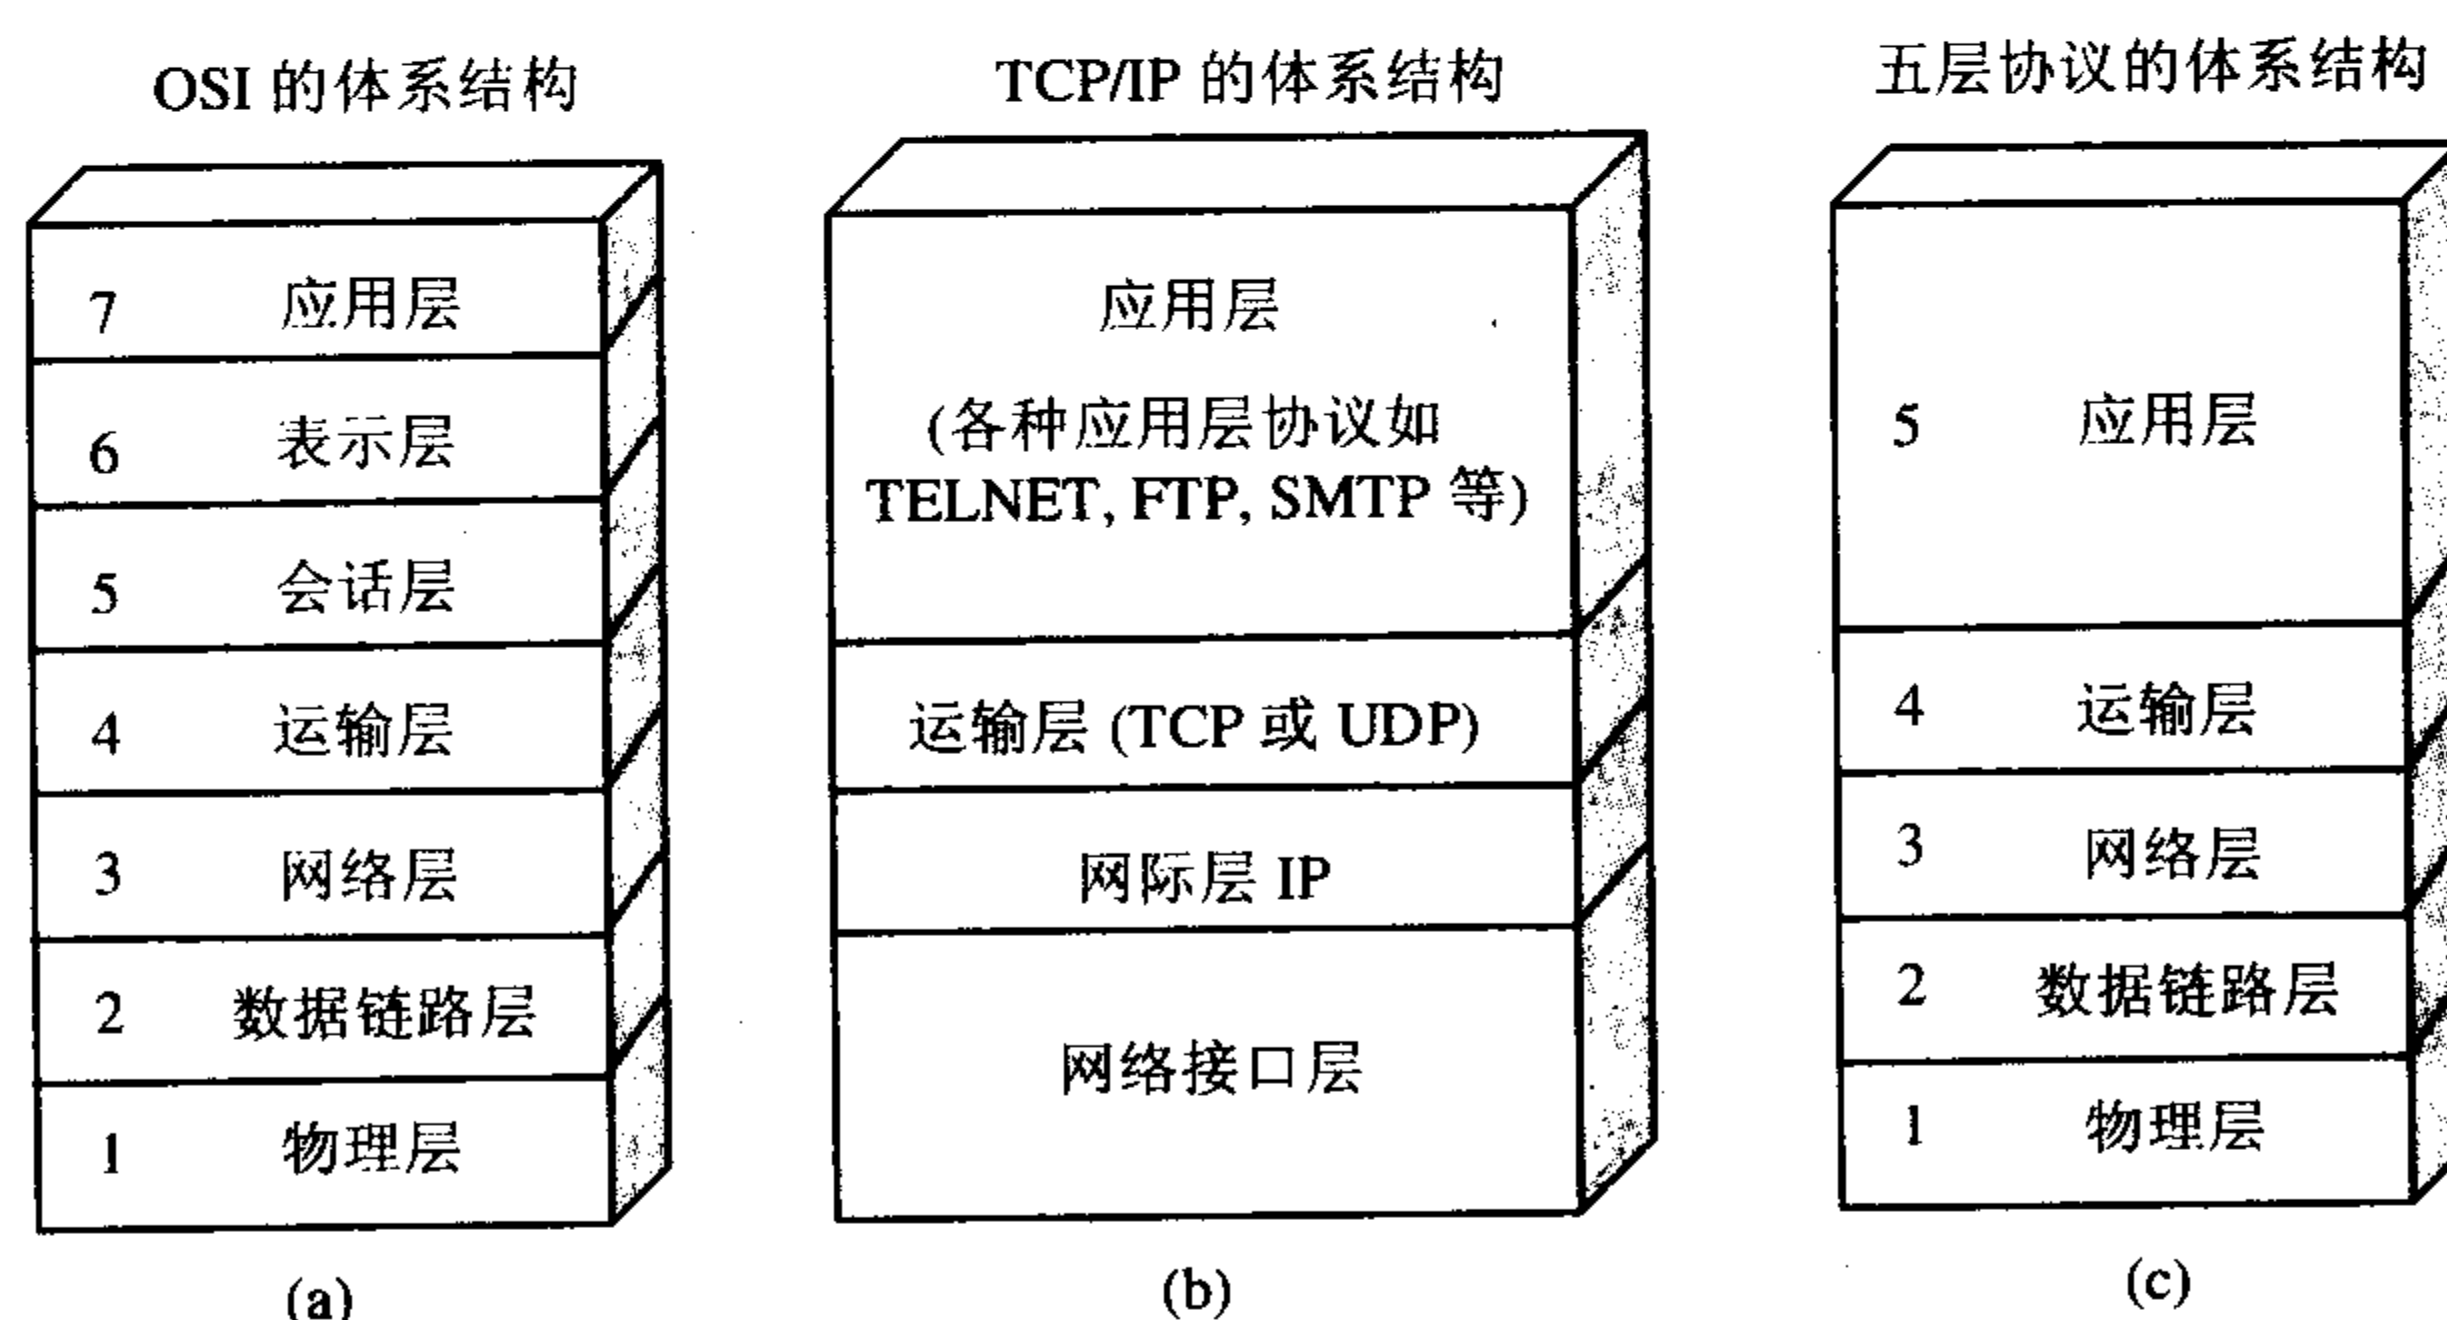 OSI 的体系结构
7 应用层
6 表示层
5 会话层
4 运输层
3 网络层
2 数据链路层
1 物理层
(a)
TCP/IP 的体系结构
应用层
(各种应用层协议如
TELNET, FTP, SMTP 等)
运输层 (TCP 或 UDP)
网际层 IP
网络接口层
(b)
五层协议的体系结构
5 应用层
4 运输层
3 网络层
2 数据链路层
1 物理层
(c)